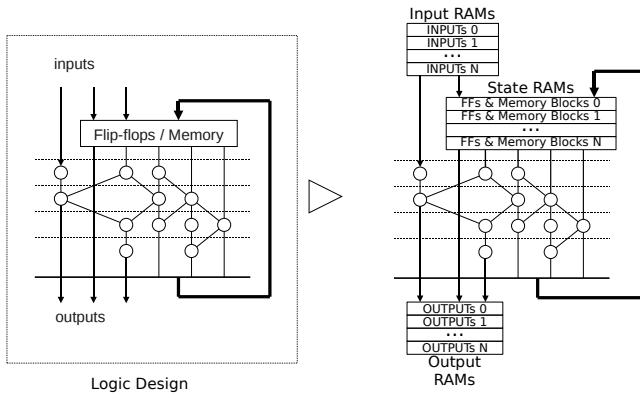 inputs
Flip-flops / Memory
outputs
Logic Design
Input RAMs
INPUTs 0
INPUTs 1
...
INPUTs N
State RAMs
FFs & Memory Blocks 0
FFs & Memory Blocks 1
...
FFs & Memory Blocks N
OUTPUTs 0
OUTPUTs 1
...
OUTPUTs N
Output
RAMs